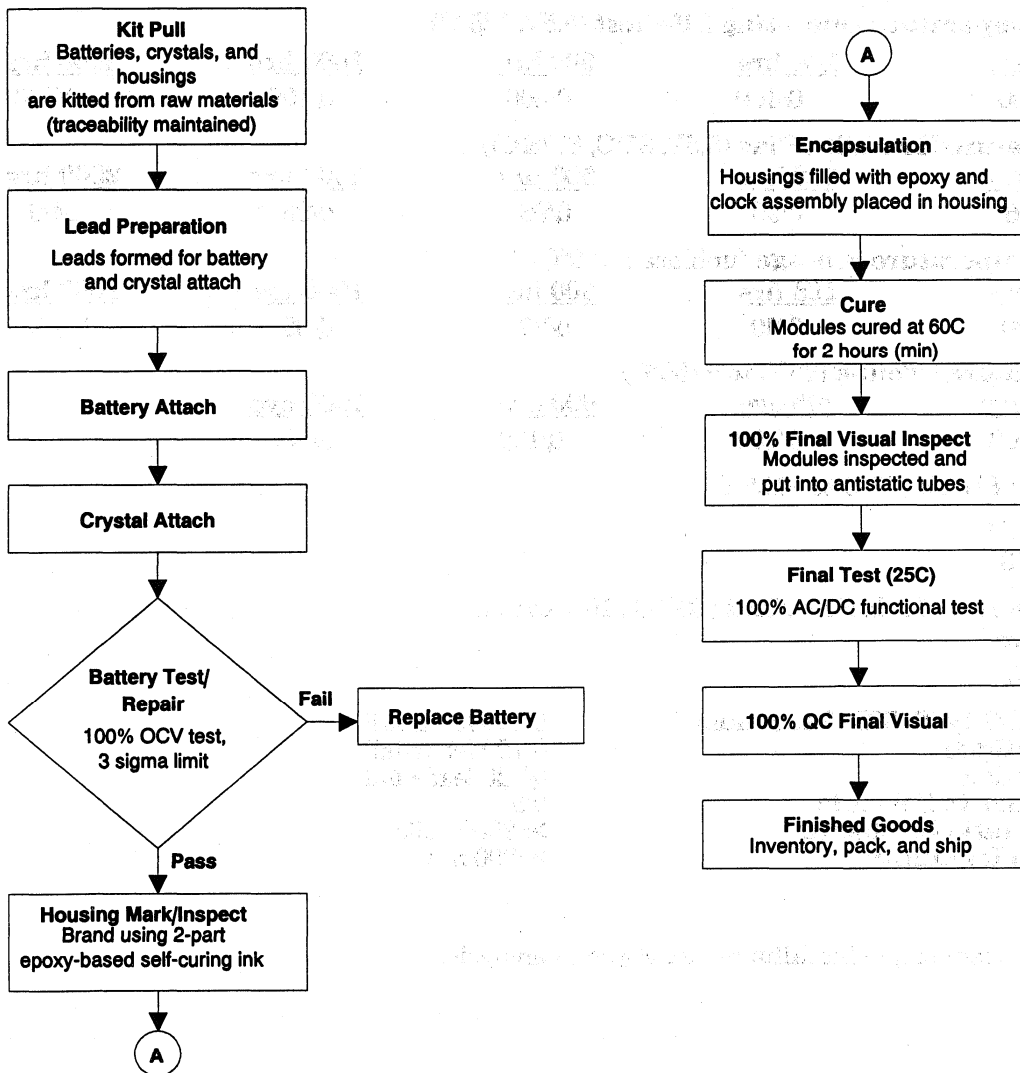 Kit Pull
Batteries, crystals, and
housings
are kitted from raw materials
(traceability maintained)
Lead Preparation
Leads formed for battery
and crystal attach
Battery Attach
Crystal Attach
Battery Test/
Repair
100% OCV test,
3 sigma limit
Fail
Replace Battery
Pass
Housing Mark/Inspect
Brand using 2-part
epoxy-based self-curing ink
A
A
Encapsulation
Housings filled with epoxy and
clock assembly placed in housing
Cure
Modules cured at 60C
for 2 hours (min)
100% Final Visual Inspect
Modules inspected and
put into antistatic tubes
Final Test (25C)
100% AC/DC functional test
100% QC Final Visual
Finished Goods
Inventory, pack, and ship